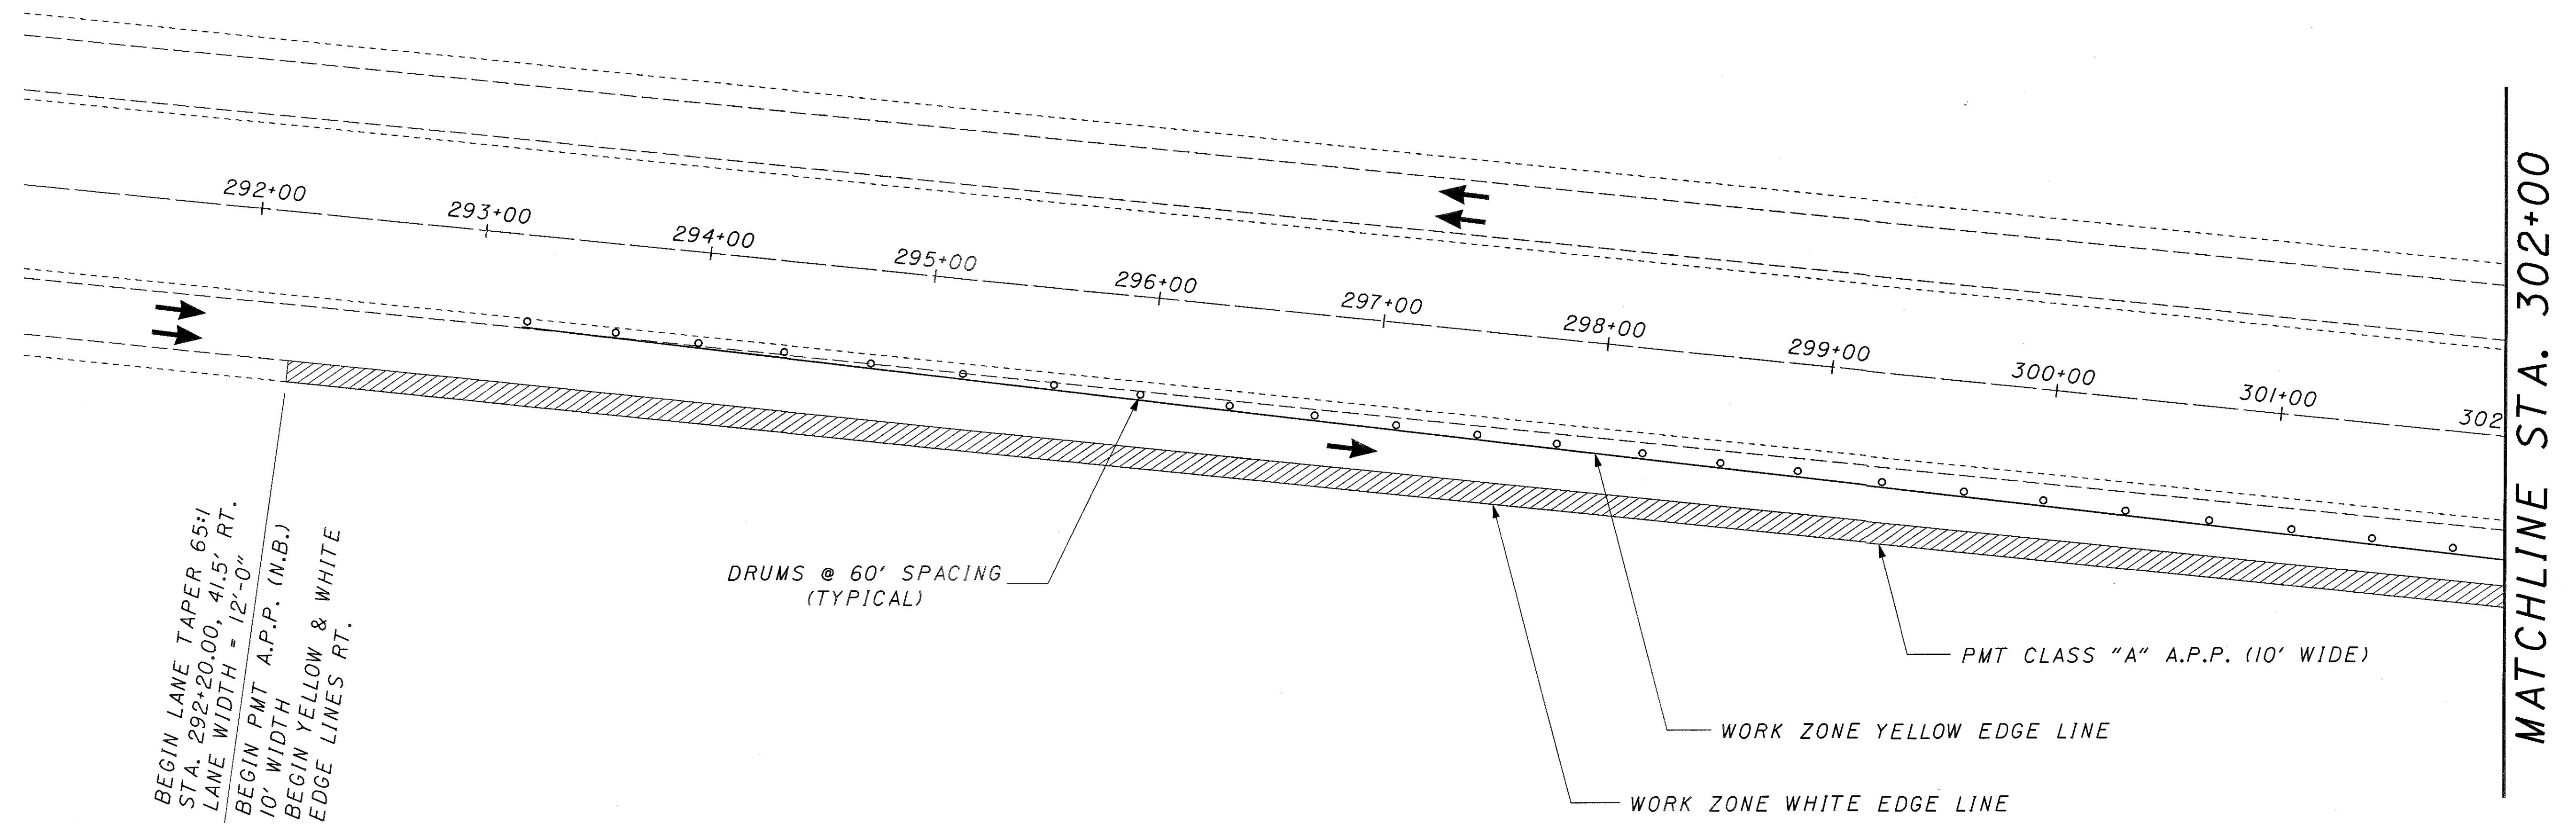 292+00
293+00
294+00
295+00
296+00
297+00
298+00
299+00
300+00
301+00
302
MATCHLINE STA. 302+00
DRUMS @ 60' SPACING
(TYPICAL)
PMT CLASS "A" A.P.P. (10' WIDE)
WORK ZONE YELLOW EDGE LINE
WORK ZONE WHITE EDGE LINE
BEGIN LANE TAPER 65:1
STA. 292+20.00, 41.5' RT.
LANE WIDTH = 12'-0"
BEGIN PMT A.P.P. (N.B.)
10' WIDTH
BEGIN YELLOW & WHITE
EDGE LINES RT.